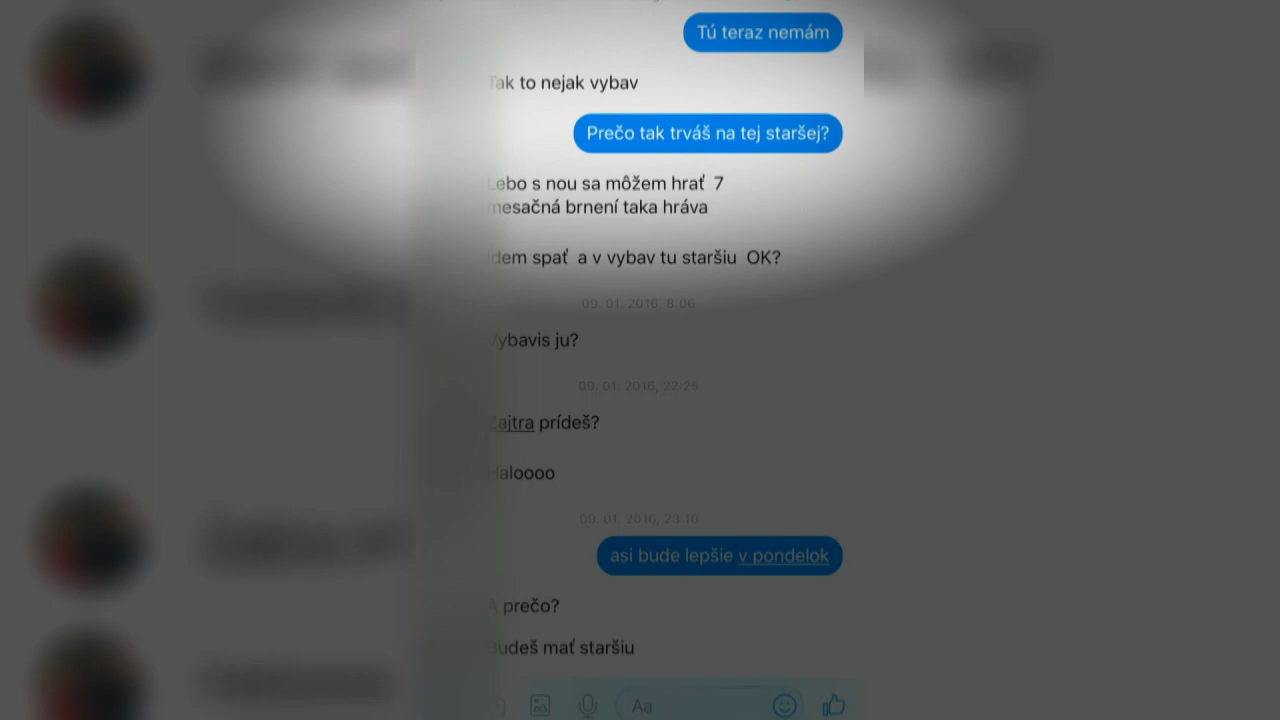 Tú teraz nemám
Tak to nejak vybav
Prečo tak trváš na tej staršej?
Lebo s nou sa môžem hrať 7
mesačná brnení taka hráva
idem spať a v vybav tu staršiu OK?
09. 01. 2016, 8:06
Vybavis ju?
09. 01. 2016, 22:25
Zajtra prídeš?
Haloooo
09. 01. 2016, 23:10
asi bude lepšie v pondelok
A prečo?
Budeš mať staršiu
Aa